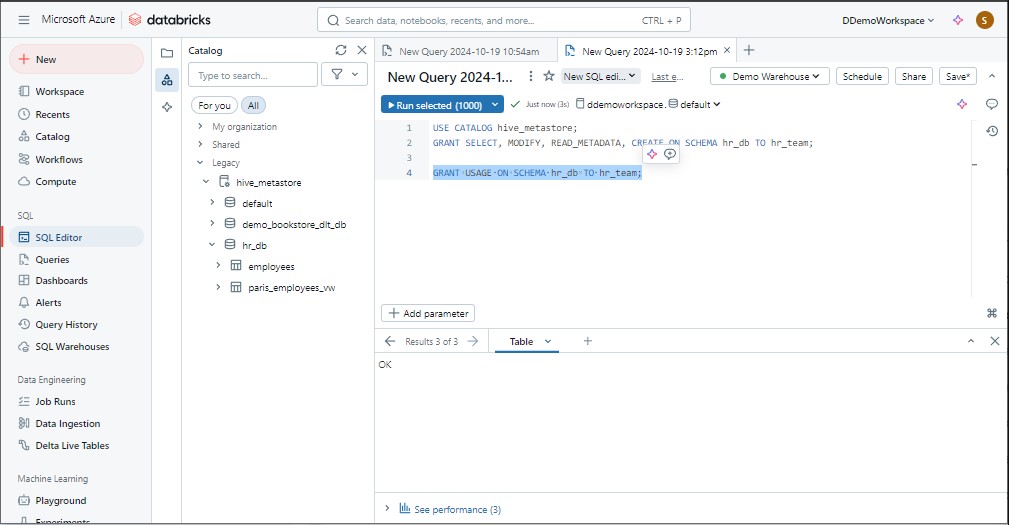 Microsoft Azure
databricks
Search data, notebooks, recents, and more...
CTRL + P
DDemoWorkspace
S
New
Workspace
Recents
Catalog
Workflows
Compute
SQL
SQL Editor
Queries
Dashboards
Alerts
Query History
SQL Warehouses
Data Engineering
Job Runs
Data Ingestion
Delta Live Tables
Machine Learning
Playground
Experiments
Catalog
Type to search...
For you
All
My organization
Shared
Legacy
hive_metastore
default
demo_bookstore_dlt_db
hr_db
employees
paris_employees_vw
New Query 2024-10-19 10:54am
New Query 2024-10-19 3:12pm
New Query 2024-1...
New SQL edi...
Last e...
Demo Warehouse
Schedule
Share
Save*
Run selected (1000)
Just now (3s)
ddemoworkspace.
default
1 USE CATALOG hive_metastore;
2 GRANT SELECT, MODIFY, READ_METADATA, CREATE ON SCHEMA hr_db TO hr_team;
3
4 GRANT USAGE ON SCHEMA hr_db TO hr_team;
Add parameter
Results 3 of 3
Table
OK
See performance (3)